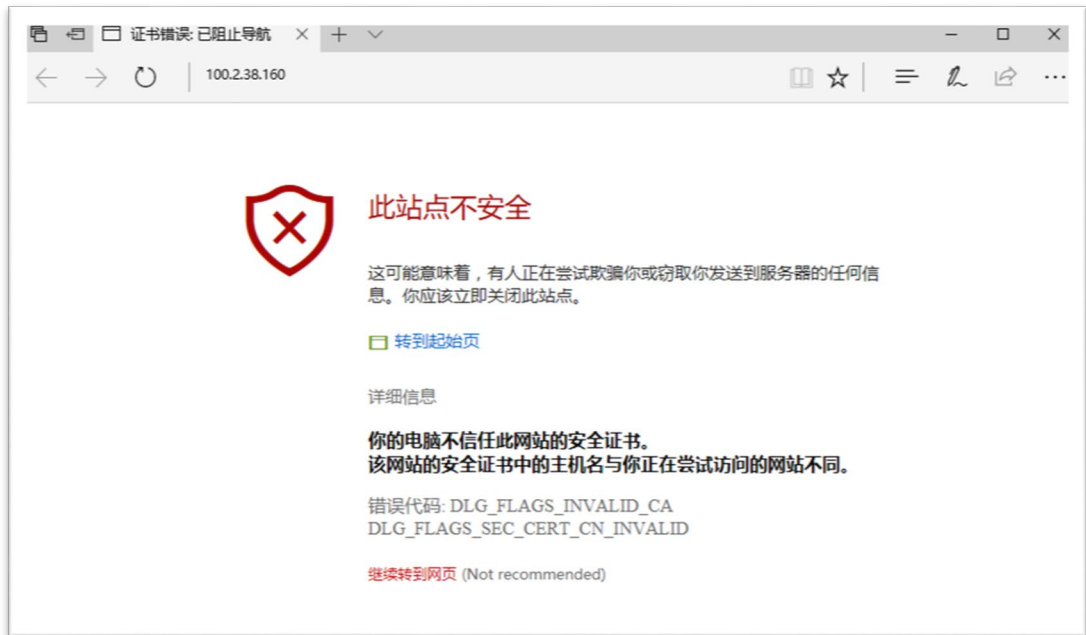 证书错误: 已阻止导航
100.2.38.160
此站点不安全
这可能意味着，有人正在尝试欺骗你或窃取你发送到服务器的任何信
息。你应该立即关闭此站点。
转到起始页
详细信息
你的电脑不信任此网站的安全证书。
该网站的安全证书中的主机名与你正在尝试访问的网站不同。
错误代码: DLG_FLAGS_INVALID_CA
DLG_FLAGS_SEC_CERT_CN_INVALID
继续转到网页 (Not recommended)